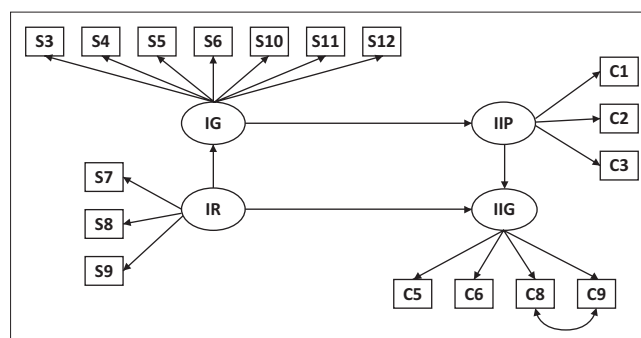 S3 S4 S5 S6 S10 S11 S12
C1
IG IIP C2
C3
S7
S8 IR IIG
S9
C5 C6 C8 C9